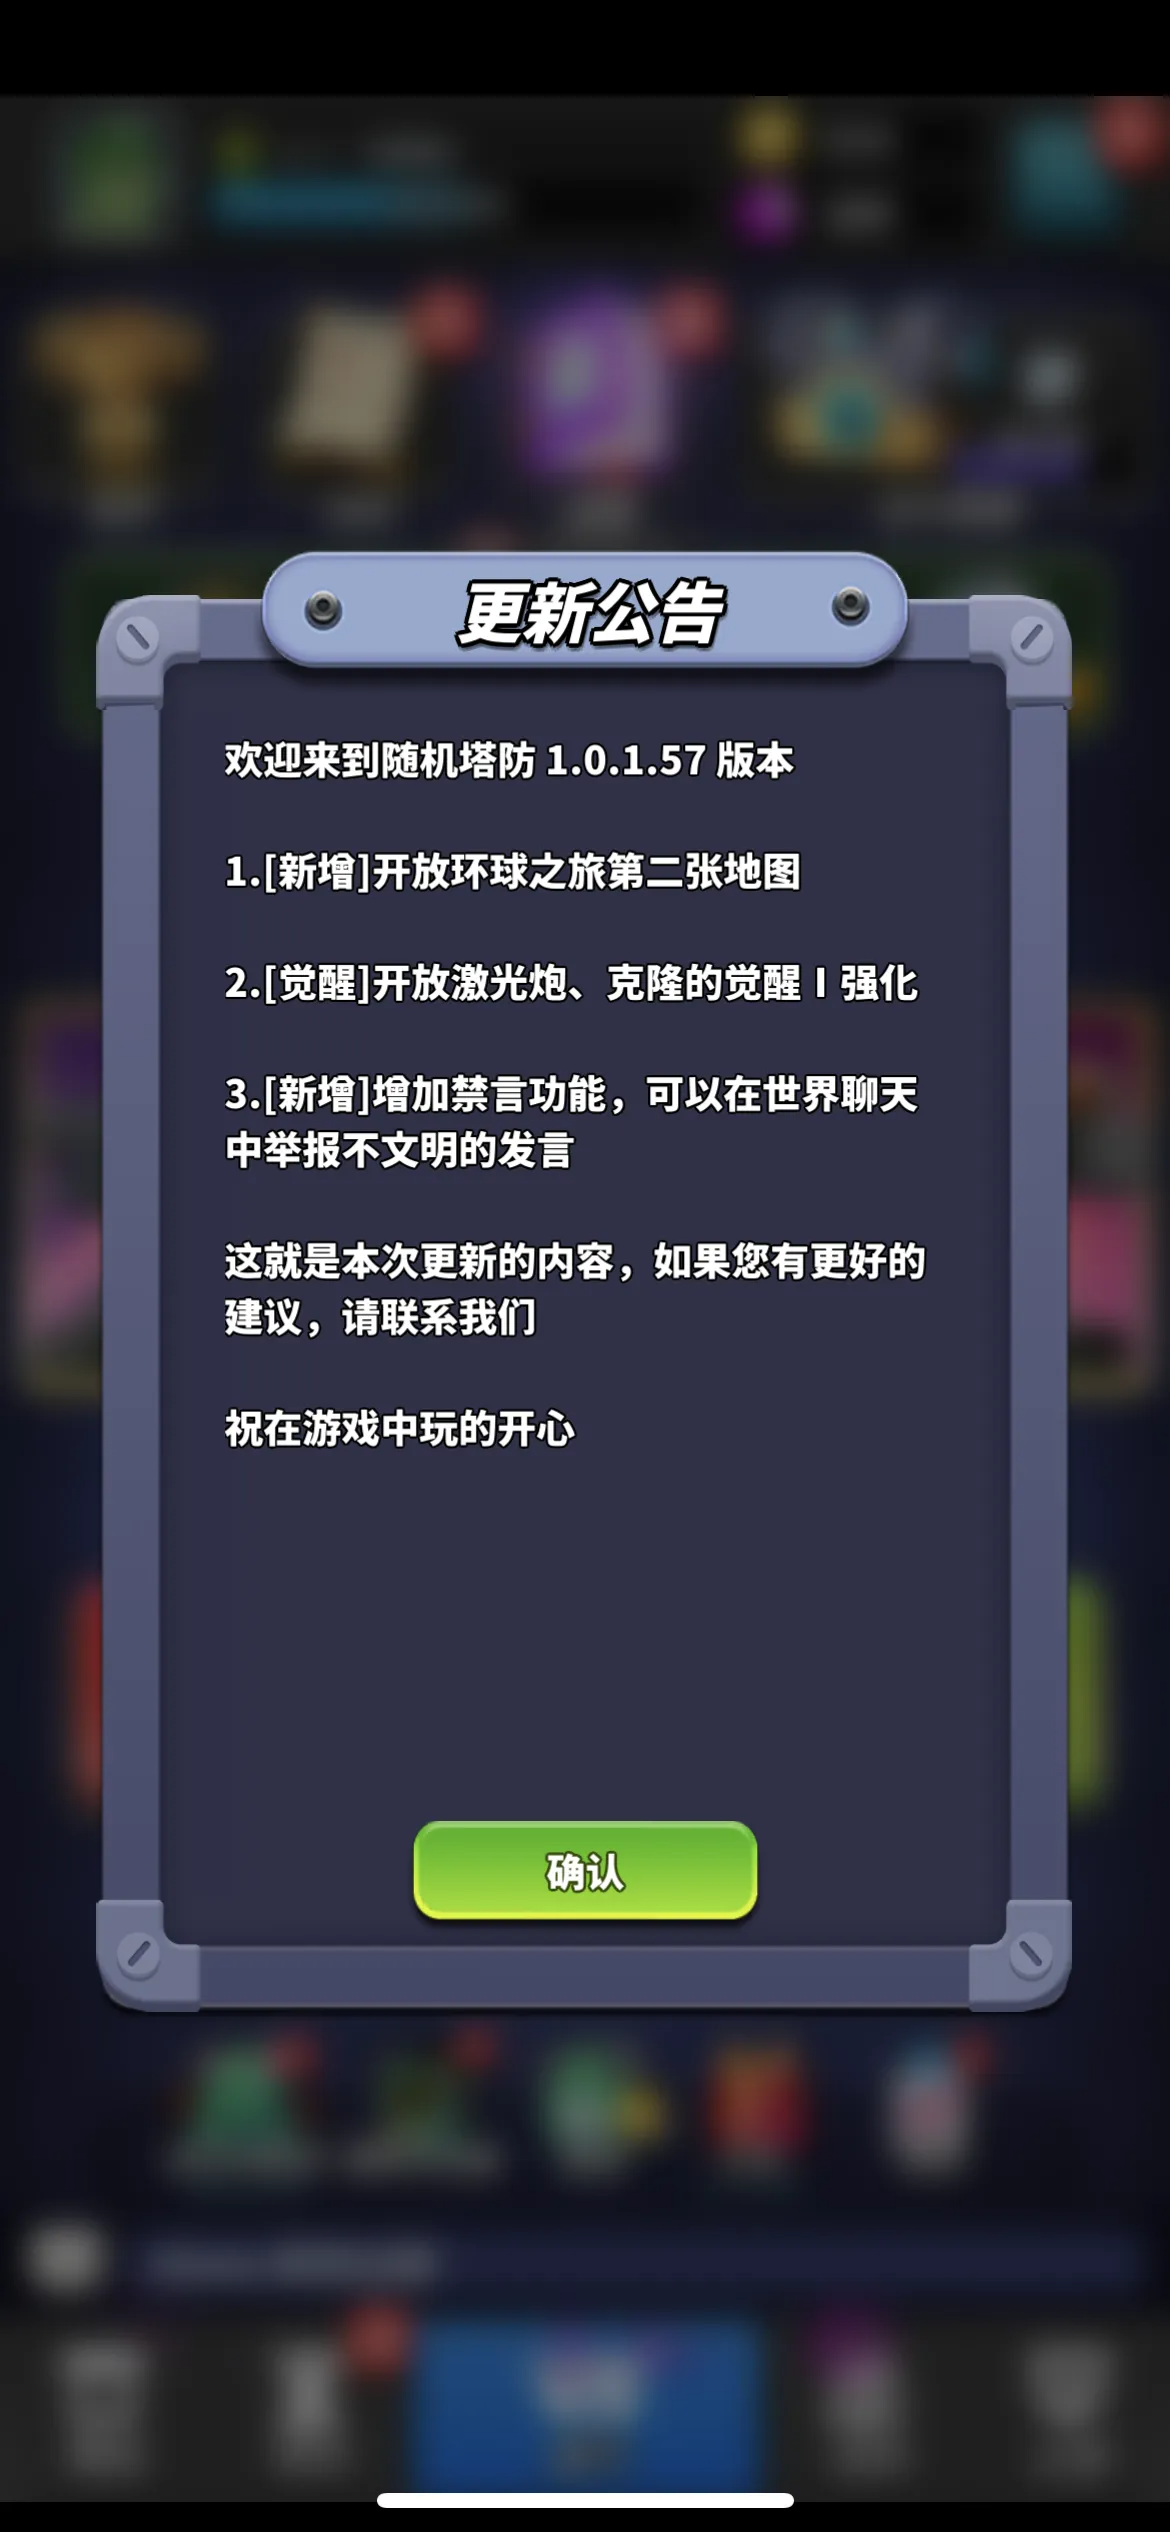 更新公告
欢迎来到随机塔防 1.0.1.57 版本
1.[新增]开放环球之旅第二张地图
2.[觉醒]开放激光炮、克隆的觉醒Ⅰ强化
3.[新增]增加禁言功能，可以在世界聊天
中举报不文明的发言
这就是本次更新的内容，如果您有更好的
建议，请联系我们
祝在游戏中玩的开心
确认